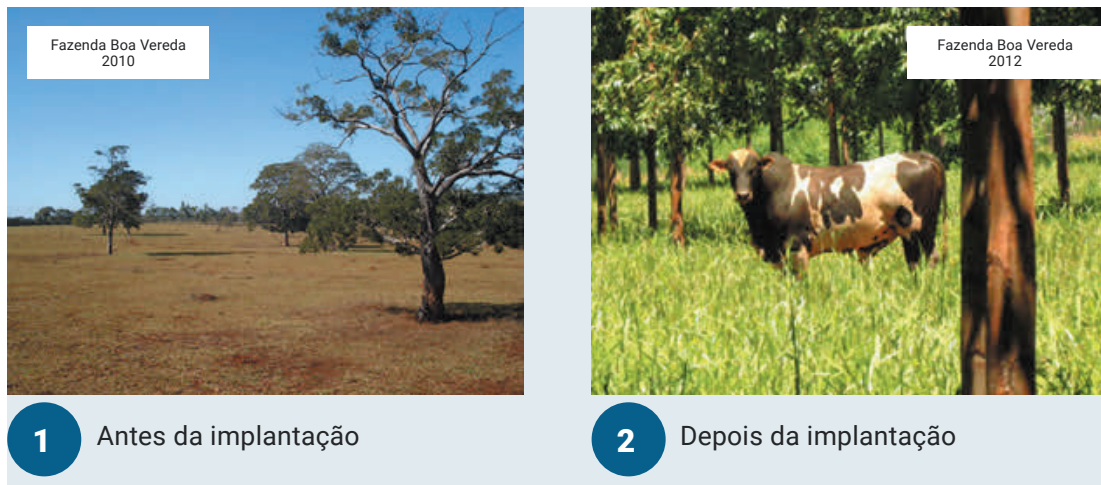 Fazenda Boa Vereda
2010
Fazenda Boa Vereda
2012
1 Antes da implantação
2 Depois da implantação